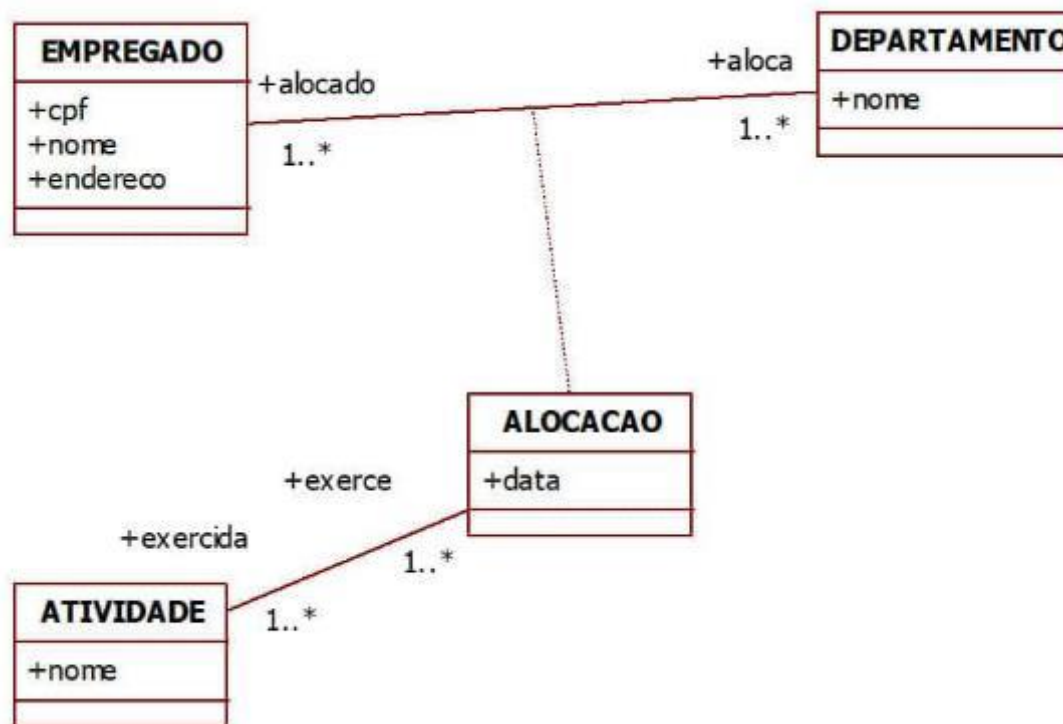 EMPREGADO
+cpf
+nome
+endereco
+alocado
1..*
+aloca
1..*
DEPARTAMENTO
+nome
ALOCACAO
+data
+exerce
1..*
+exercida
1..*
ATIVIDADE
+nome